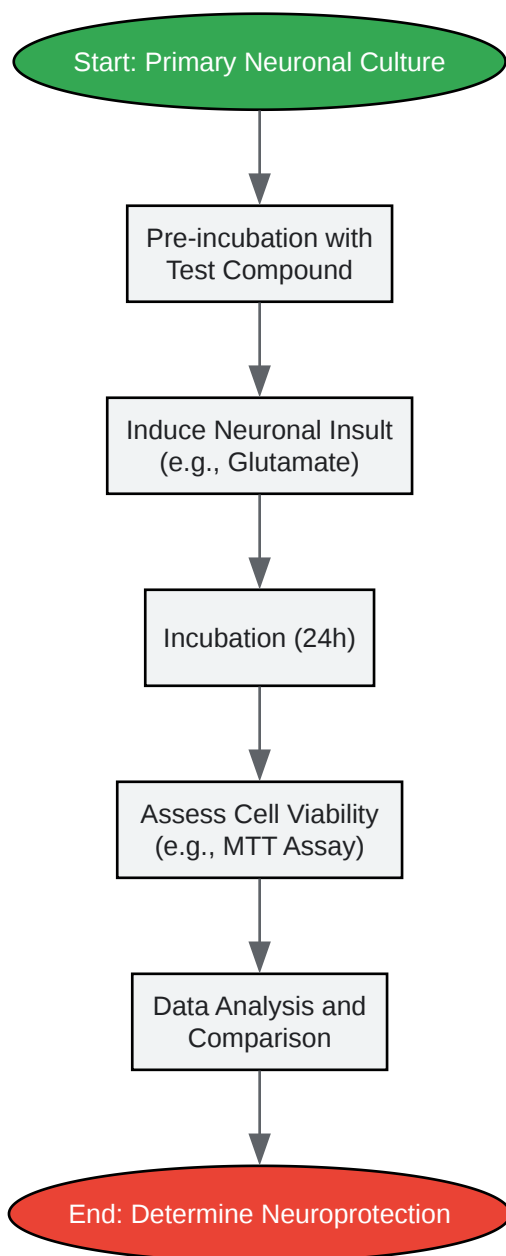 Start: Primary Neuronal Culture
Pre-incubation with
Test Compound
Induce Neuronal Insult
(e.g., Glutamate)
Incubation (24h)
Assess Cell Viability
(e.g., MTT Assay)
Data Analysis and
Comparison
End: Determine Neuroprotection